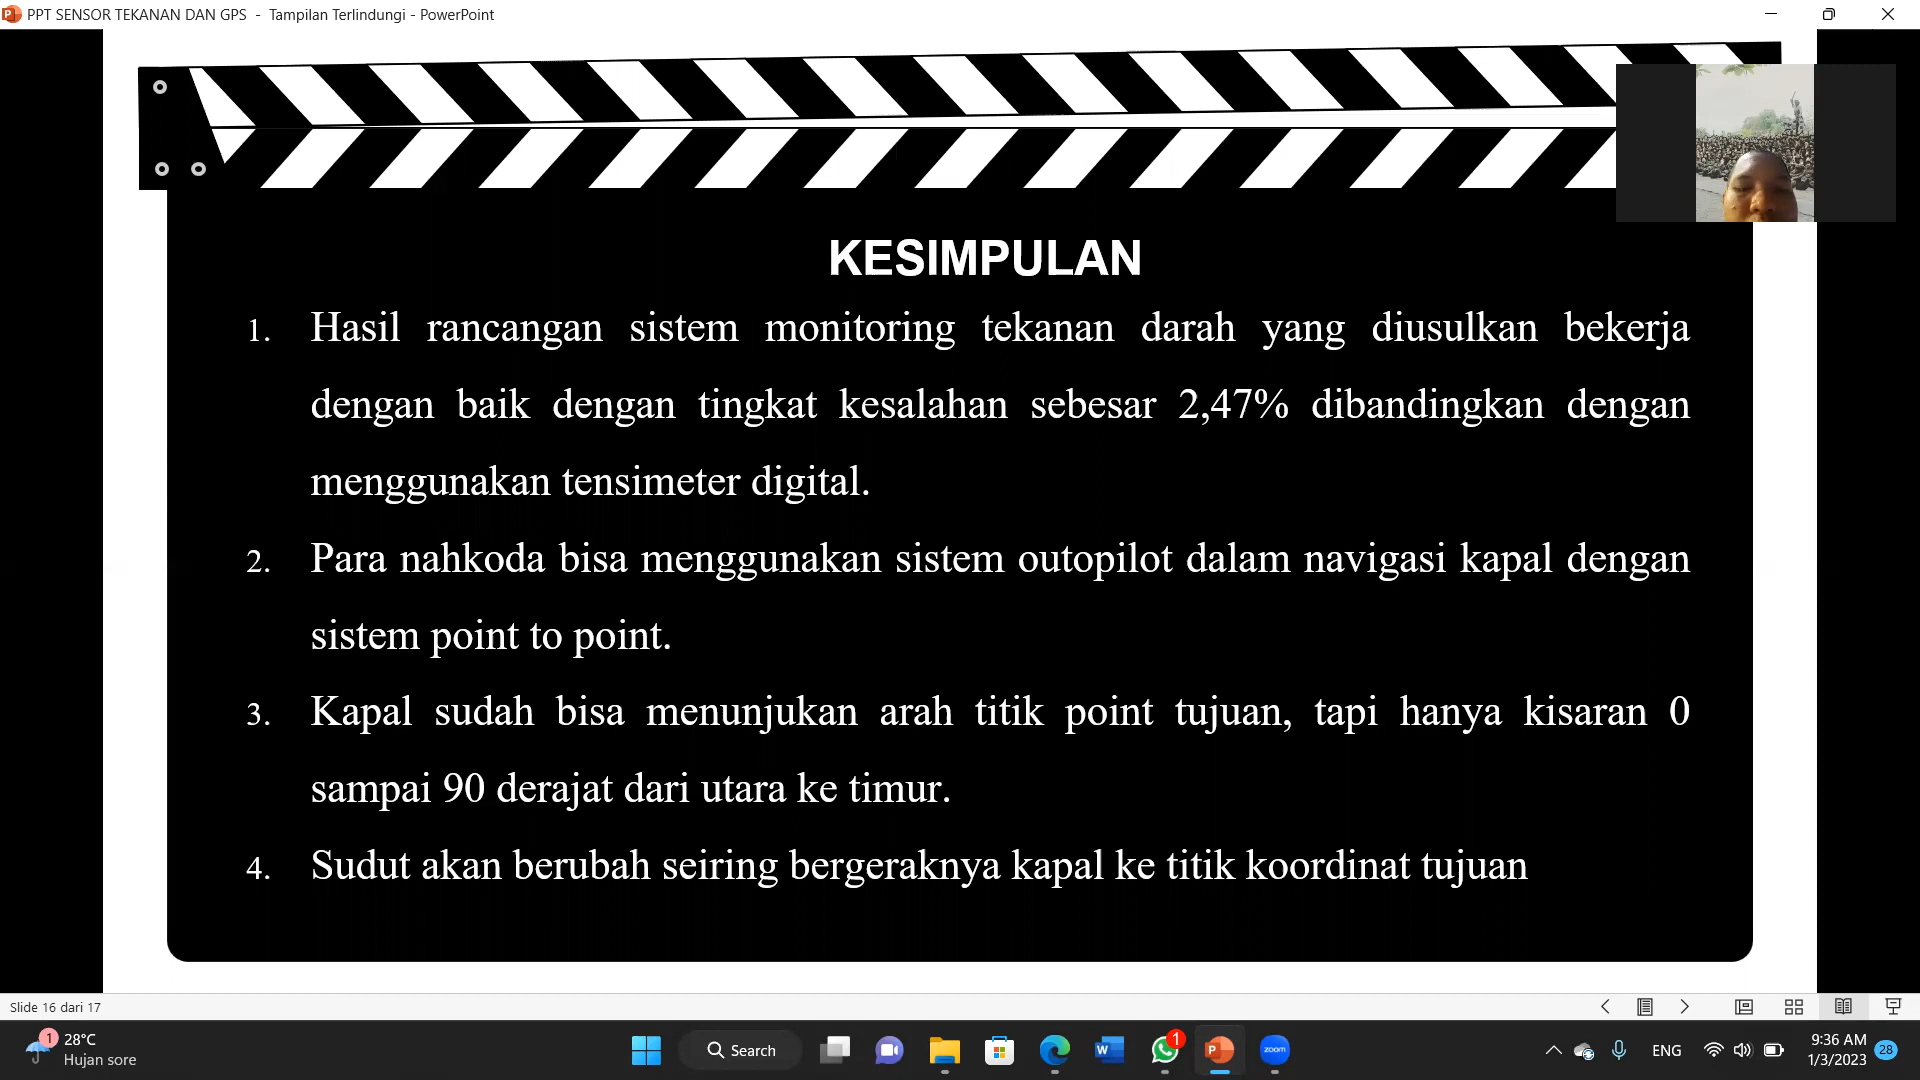 PPT SENSOR TEKANAN DAN GPS - Tampilan Terlindungi - PowerPoint
KESIMPULAN
1. Hasil rancangan sistem monitoring tekanan darah yang diusulkan bekerja
dengan baik dengan tingkat kesalahan sebesar 2,47% dibandingkan dengan
menggunakan tensimeter digital.
2. Para nahkoda bisa menggunakan sistem outopilot dalam navigasi kapal dengan
sistem point to point.
3. Kapal sudah bisa menunjukan arah titik point tujuan, tapi hanya kisaran 0
sampai 90 derajat dari utara ke timur.
4. Sudut akan berubah seiring bergeraknya kapal ke titik koordinat tujuan
Slide 16 dari 17
1
28°C
Hujan sore
Search
W
1
P
zoom
ENG
9:36 AM
1/3/2023
28